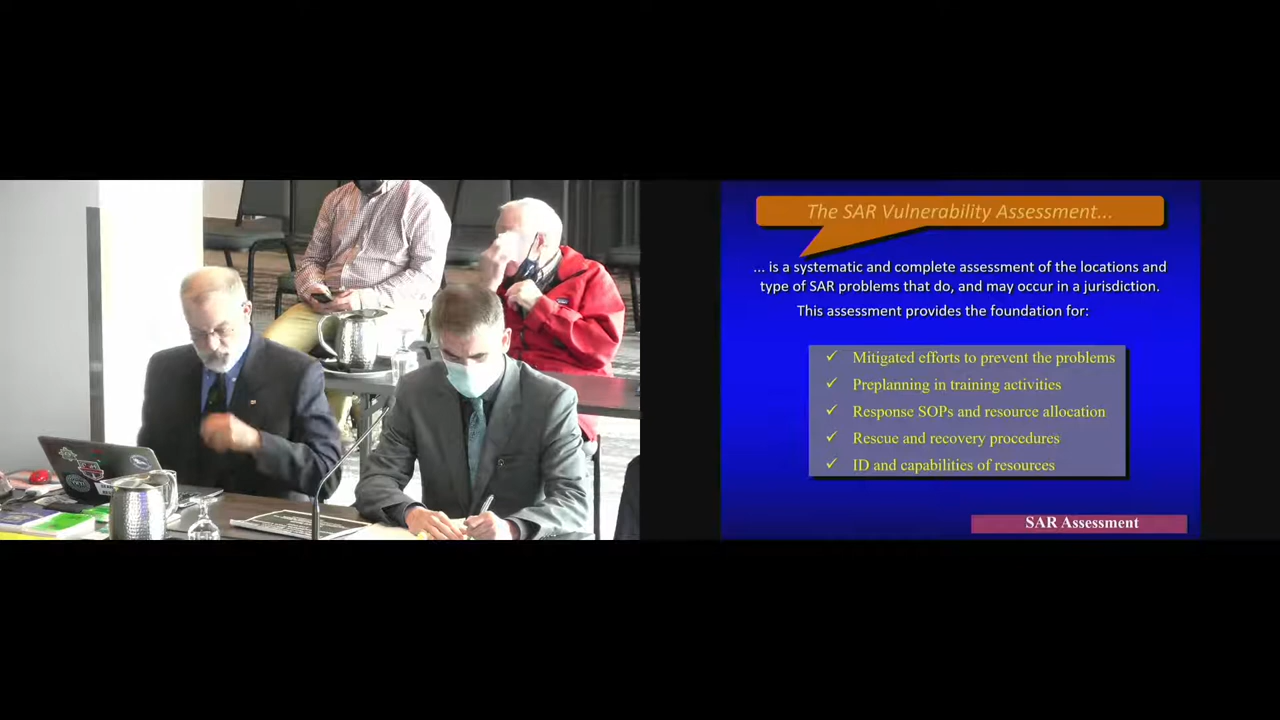 The SAR Vulnerability Assessment...
... is a systematic and complete assessment of the locations and
type of SAR problems that do, and may occur in a jurisdiction.
This assessment provides the foundation for:
✓ Mitigated efforts to prevent the problems
✓ Preplanning in training activities
✓ Response SOPs and resource allocation
✓ Rescue and recovery procedures
✓ ID and capabilities of resources
SAR Assessment